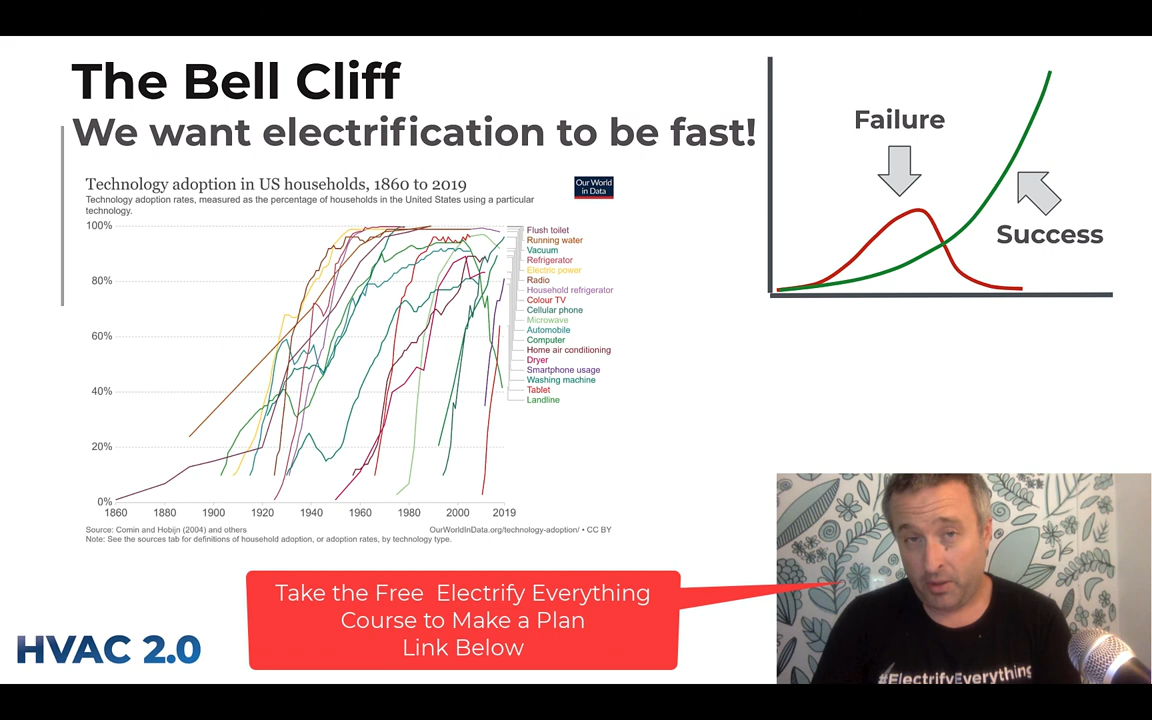 The Bell Cliff
We want electrification to be fast!
Technology adoption in US households, 1860 to 2019
Technology adoption rates, measured as the percentage of households in the United States using a particular
technology.
Our World
in Data
100%
80%
60%
40%
20%
0%
1860
1880
1900
1920
1940
1960
1980
2000
2019
Flush toilet
Running water
Vacuum
Refrigerator
Electric power
Radio
Household refrigerator
Colour TV
Cellular phone
Microwave
Automobile
Computer
Home air conditioning
Dryer
Smartphone usage
Washing machine
Tablet
Landline
Source: Comin and Hobijn (2004) and others
OurWorldInData.org/technology-adoption/ • CC BY
Note: See the sources tab for definitions of household adoption, or adoption rates, by technology type.
Failure
Success
Take the Free Electrify Everything
Course to Make a Plan
Link Below
HVAC 2.0
#ElectrifyEverything